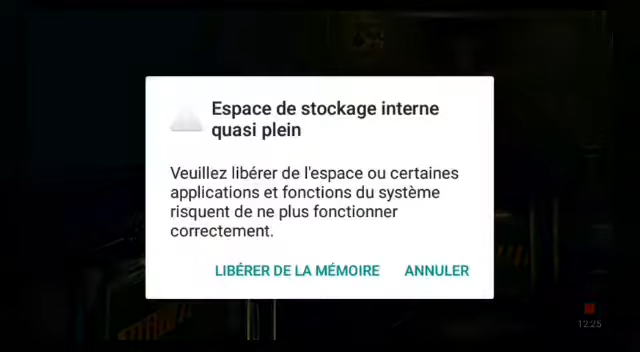 Espace de stockage interne
quasi plein
Veuillez libérer de l'espace ou certaines
applications et fonctions du système
risquent de ne plus fonctionner
correctement.
LIBÉRER DE LA MÉMOIRE ANNULER
12:25